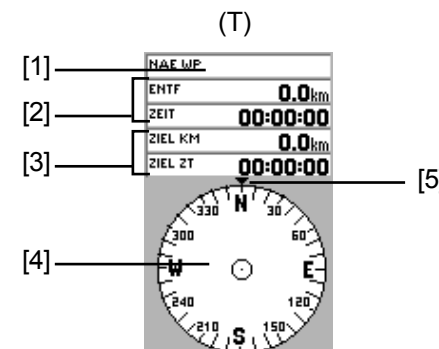 (T)
[1] NAE WP
[2] ENTF 0.0km
ZEIT 00:00:00
[3] ZIEL KM 0.0km
ZIEL ZT 00:00:00
[5
330 N 30
300 60
[4] W E
240 120
210 S 150